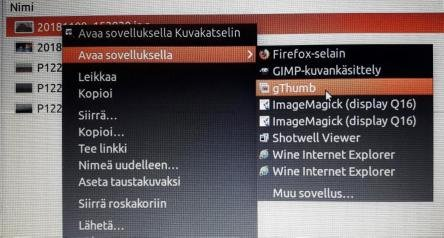 Nimi
Avaa sovelluksella Kuvakatselin
2018
Avaa sovelluksella
P122
Leikkaa
P122
Kopioi
P122
Siirrä...
Kopioi...
Tee linkki
Nimeä uudelleen...
Aseta taustakuvaksi
Siirrä roskakoriin
Lähetä...
Firefox-selain
GIMP-kuvankäsittely
gThumb
ImageMagick (display Q16)
ImageMagick (display Q16)
Shotwell Viewer
Wine Internet Explorer
Wine Internet Explorer
Muu sovellus...